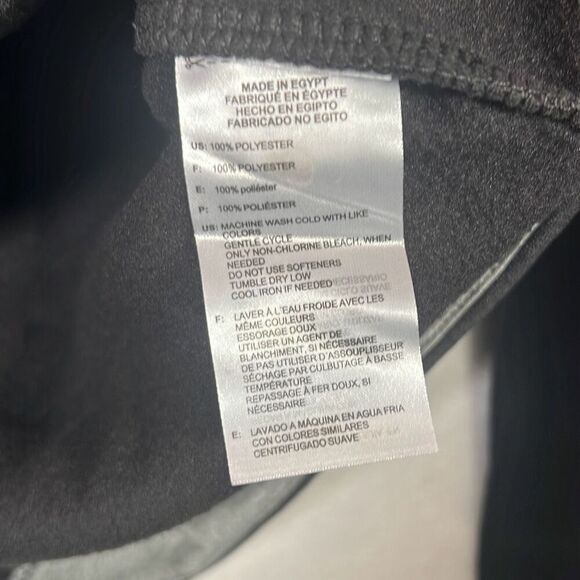 MADE IN EGYPT
FABRIQUÉ EN ÉGYPTE
HECHO EN EGIPTO
FABRICADO NO EGITO
US: 100% POLYESTER
F: 100% POLYESTER
E: 100% poliéster
P: 100% POLIÉSTER
US: MACHINE WASH COLD WITH LIKE
COLORS
GENTLE CYCLE
ONLY NON-CHLORINE BLEACH, WHEN
NEEDED
DO NOT USE SOFTENERS
TUMBLE DRY LOW
COOL IRON IF NEEDED
F: LAVER À L'EAU FROIDE AVEC LES
MÊME COULEURS
ESSORAGE DOUX
UTILISER UN AGENT DE
BLANCHIMENT, SI NÉCESSAIRE
DE PAS UTILISER D'ASSOUPLISSEUR
SÉCHAGE PAR CULBUTAGE À BASSE
TEMPÉRATURE
REPASSAGE À FER DOUX, SI
NÉCESSAIRE
E: LAVADO A MÁQUINA EN AGUA FRIA
CON COLORES SIMILARES
CENTRIFUGADO SUAVE